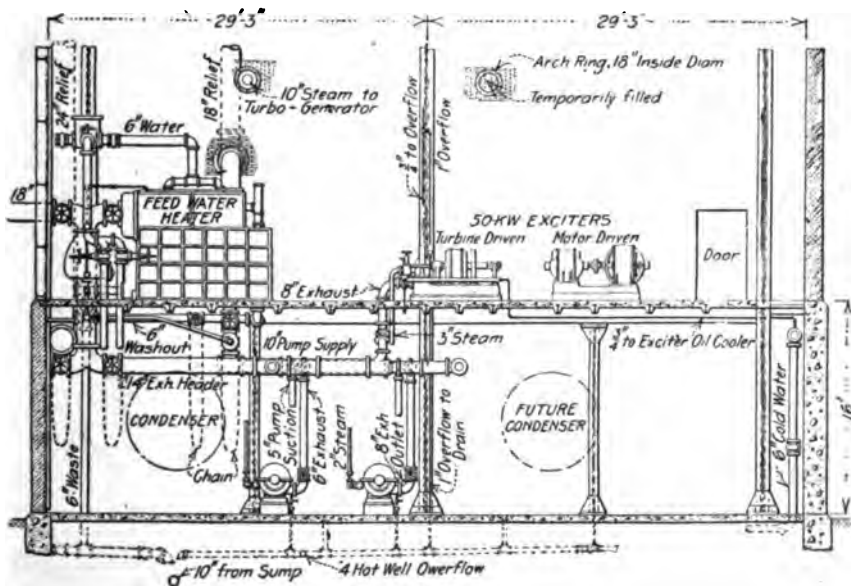 29'-3
29'-3
24" Relief
18" Relief
10" Steam to
Turbo-Generator
6" Water
3/4" to Overflow
1" Overflow
Arch Ring, 18" Inside Diam
Temporarily filled
18"
FEED WATER
HEATER
50-KW EXCITERS
Turbine Driven
Motor Driven
Door
8" Exhaust
6"
Washout
10" Pump Supply
3" Steam
3/4" to Exciter Oil Cooler
16"
14" Exh. Header
CONDENSER
5" Pump
Suction
6" Exhaust
2" Steam
8" Exh
Outlet
1" Overflow to
Drain
FUTURE
CONDENSER
6" Cold Water
6" Waste
Chain
10" from Sump
4 Hot Well Owerflow